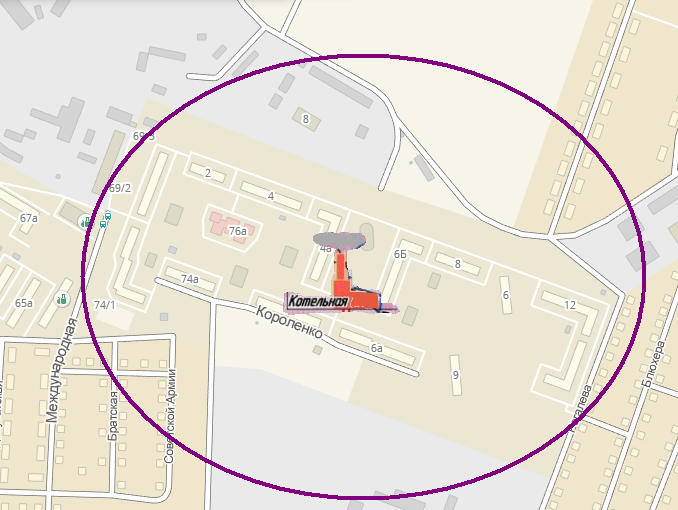 8
69/3
2
69/2
4
67а
76а
4а
6Б
8
74а
6
12
65а
74/1
Котельная
Короленко
6а
9
Международная
Братская
Советской Армии
Блюхера